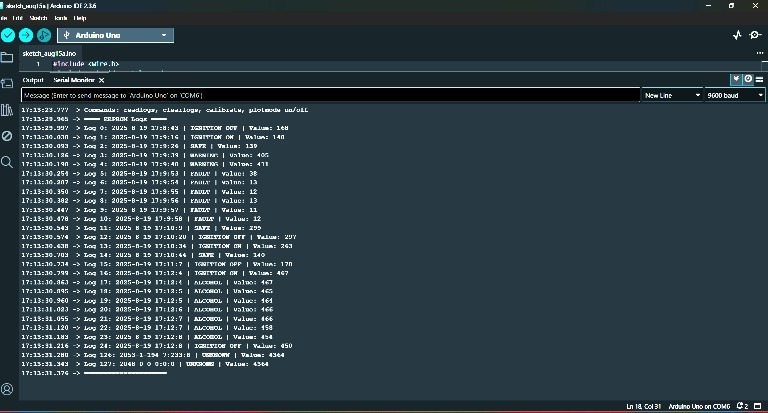 sketch_aug15a | Arduino IDE 2.3.6
File Edit Sketch Tools Help
Arduino Uno
sketch_aug15a.ino
1 #include <Wire.h>
Output Serial Monitor
Message (Enter to send message to 'Arduino Uno' on 'COM6')
New Line
9600 baud
17:13:23.777 -> Commands: readlogs, clearlogs, calibrate, plotmode on/off
17:13:29.965 -> ===== EEPROM Logs =====
17:13:29.997 -> Log 0: 2025-8-19 17:8:43 | IGNITION OFF | Value: 168
17:13:30.030 -> Log 1: 2025-8-19 17:9:16 | IGNITION ON | Value: 140
17:13:30.093 -> Log 2: 2025-8-19 17:9:26 | SAFE | Value: 139
17:13:30.126 -> Log 3: 2025-8-19 17:9:39 | WARNING | Value: 405
17:13:30.190 -> Log 4: 2025-8-19 17:9:40 | WARNING | Value: 411
17:13:30.254 -> Log 5: 2025-8-19 17:9:53 | FAULT | Value: 38
17:13:30.287 -> Log 6: 2025-8-19 17:9:54 | FAULT | Value: 13
17:13:30.350 -> Log 7: 2025-8-19 17:9:55 | FAULT | Value: 12
17:13:30.382 -> Log 8: 2025-8-19 17:9:56 | FAULT | Value: 13
17:13:30.447 -> Log 9: 2025-8-19 17:9:57 | FAULT | Value: 11
17:13:30.478 -> Log 10: 2025-8-19 17:9:58 | FAULT | Value: 12
17:13:30.543 -> Log 11: 2025-8-19 17:10:9 | SAFE | Value: 299
17:13:30.574 -> Log 12: 2025-8-19 17:10:20 | IGNITION OFF | Value: 297
17:13:30.638 -> Log 13: 2025-8-19 17:10:34 | IGNITION ON | Value: 263
17:13:30.703 -> Log 14: 2025-8-19 17:10:44 | SAFE | Value: 140
17:13:30.734 -> Log 15: 2025-8-19 17:11:7 | IGNITION OFF | Value: 178
17:13:30.799 -> Log 16: 2025-8-19 17:12:4 | IGNITION ON | Value: 467
17:13:30.863 -> Log 17: 2025-8-19 17:12:4 | ALCOHOL | Value: 467
17:13:30.895 -> Log 18: 2025-8-19 17:12:5 | ALCOHOL | Value: 465
17:13:30.960 -> Log 19: 2025-8-19 17:12:5 | ALCOHOL | Value: 464
17:13:31.023 -> Log 20: 2025-8-19 17:12:6 | ALCOHOL | Value: 466
17:13:31.055 -> Log 21: 2025-8-19 17:12:7 | ALCOHOL | Value: 466
17:13:31.120 -> Log 22: 2025-8-19 17:12:7 | ALCOHOL | Value: 458
17:13:31.183 -> Log 23: 2025-8-19 17:12:8 | ALCOHOL | Value: 454
17:13:31.216 -> Log 24: 2025-8-19 17:12:8 | IGNITION OFF | Value: 450
17:13:31.280 -> Log 126: 2053-1-194 7:233:8 | UNKNOWN | Value: 4364
17:13:31.343 -> Log 127: 2048-0-0 0:0:0 | UNKNOWN | Value: 4364
17:13:31.376 -> =======================
Ln 18, Col 31 Arduino Uno on COM6 2